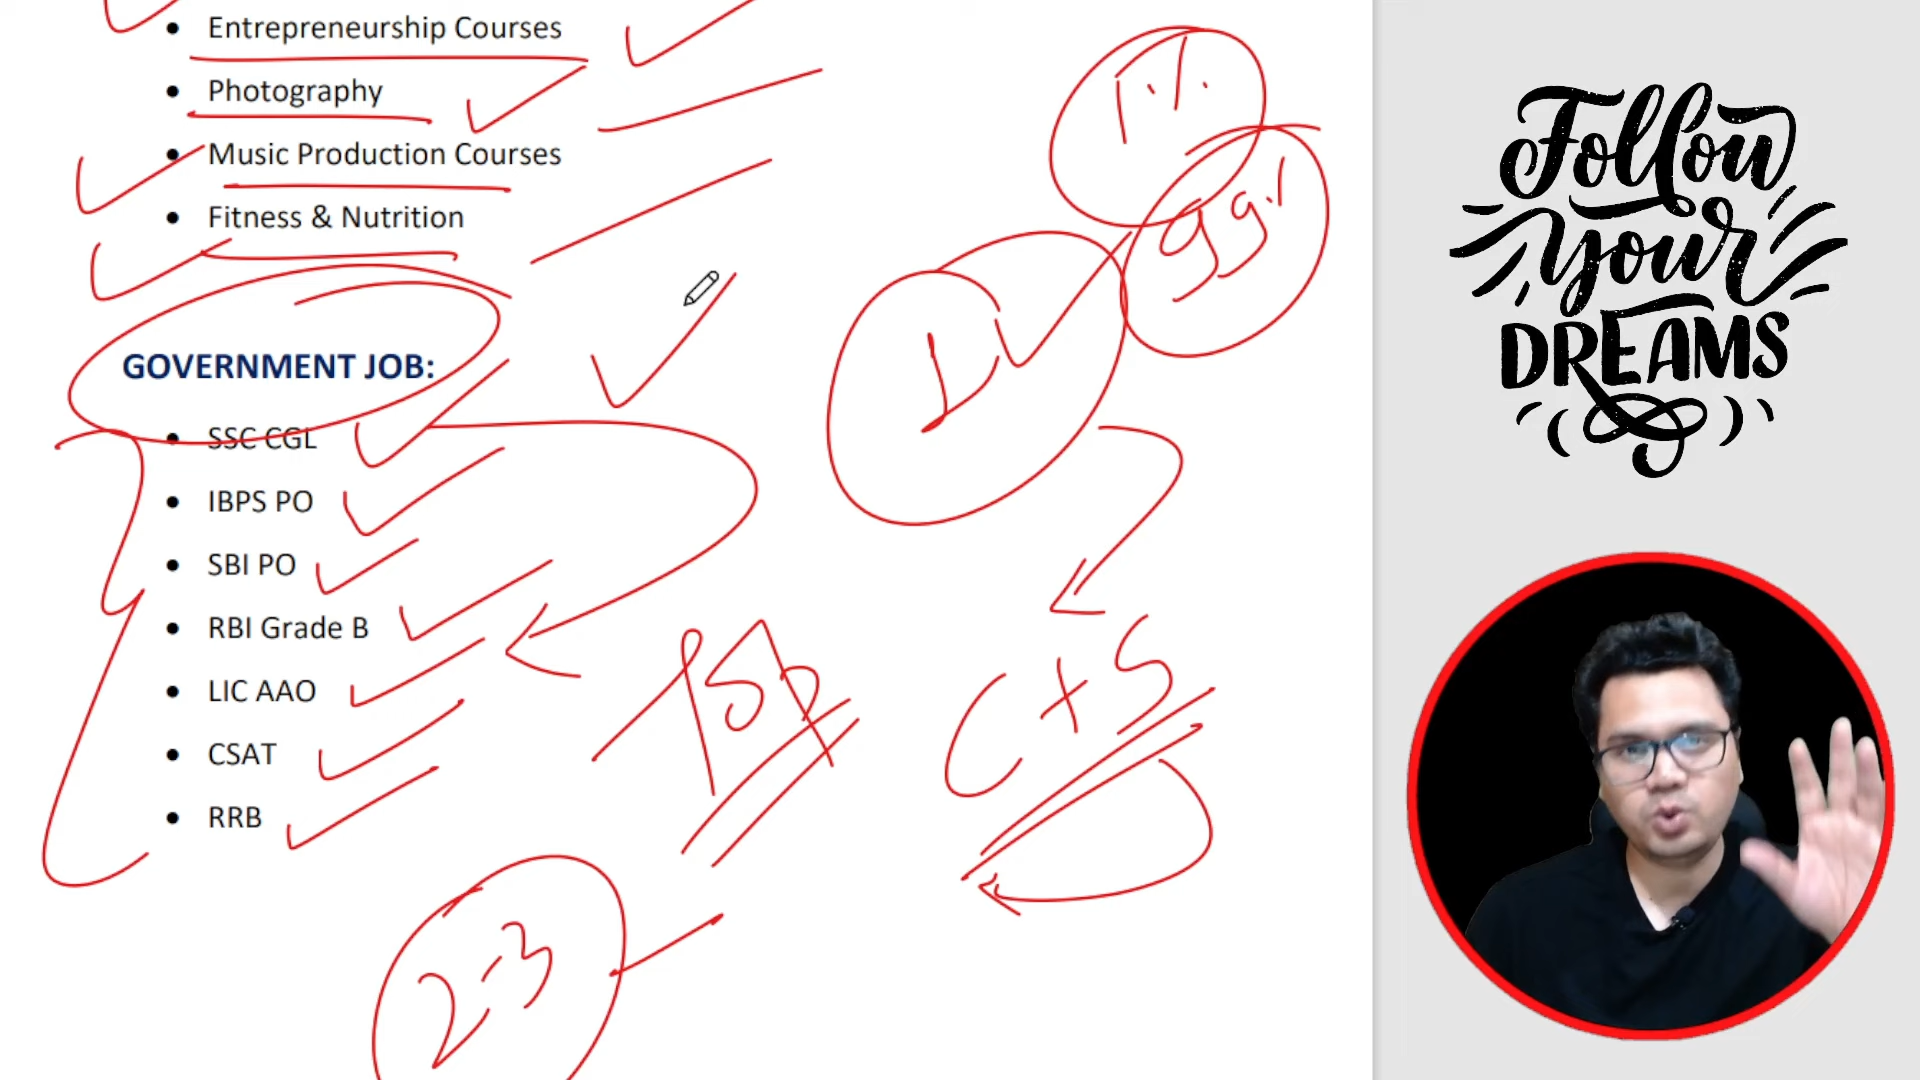 • Entrepreneurship Courses
• Photography
• Music Production Courses
• Fitness & Nutrition
GOVERNMENT JOB:
• SSC CGL
• IBPS PO
• SBI PO
• RBI Grade B
• LIC AAO
• CSAT
• RRB
1%
99%
D
C+S
2-3
Follow
Your
DREAMS